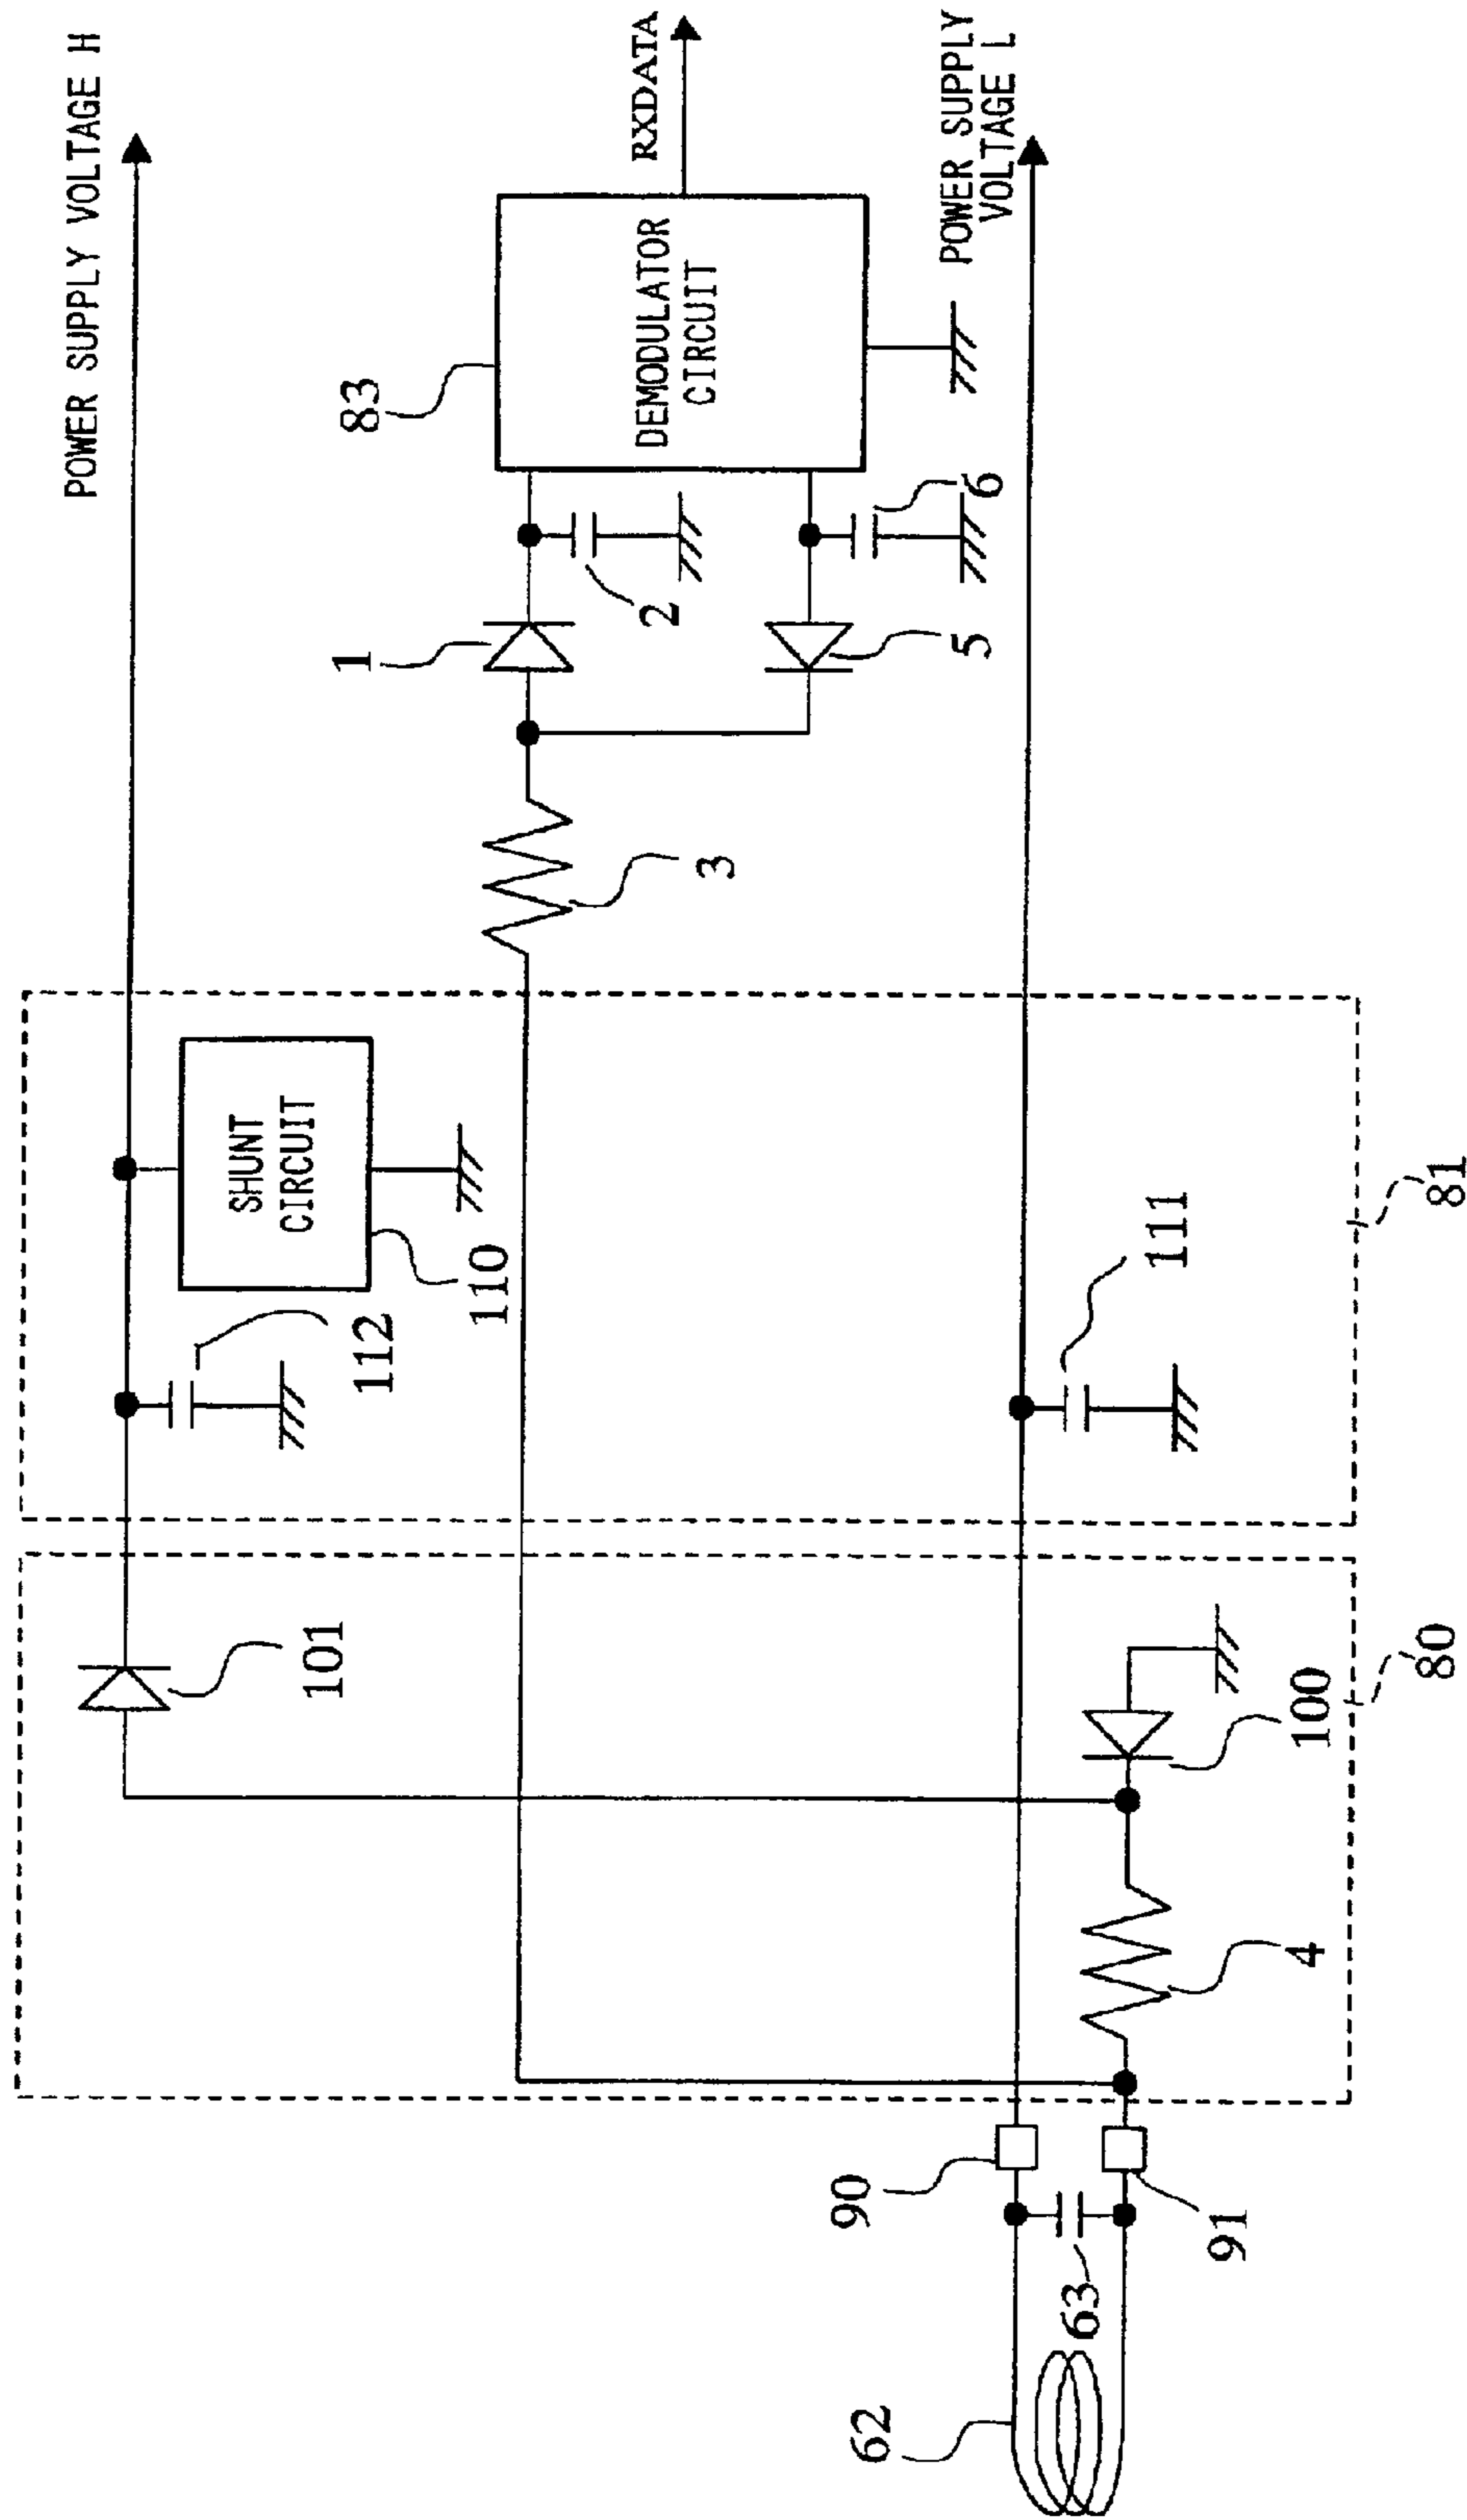 POWER SUPPLY VOLTAGE H
101
112
SHUNT
CIRCUIT
110
83
1
2
3
RXDATA
DEMODULATOR
CIRCUIT
5
6
POWER SUPPLY
VOLTAGE L
62
63
90
91
4
100
80
111
81